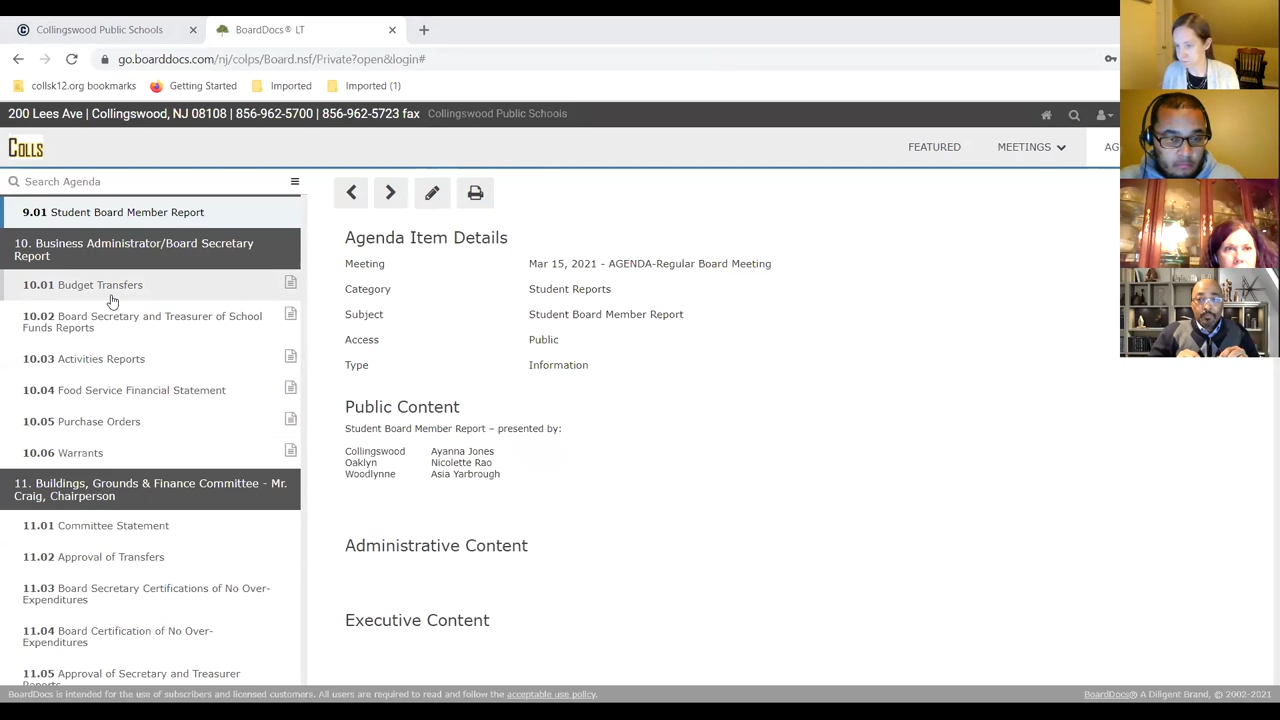 Collingswood Public Schools
BoardDocs® LT
go.boarddocs.com/nj/colps/Board.nsf/Private?open&login#
collsk12.org bookmarks
Getting Started
Imported
Imported (1)
200 Lees Ave | Collingswood, NJ 08108 | 856-962-5700 | 856-962-5723 fax Collingswood Public Schools
COLLS
FEATURED
MEETINGS
AG
Search Agenda
9.01 Student Board Member Report
10. Business Administrator/Board Secretary
Report
10.01 Budget Transfers
10.02 Board Secretary and Treasurer of School
Funds Reports
10.03 Activities Reports
10.04 Food Service Financial Statement
10.05 Purchase Orders
10.06 Warrants
11. Buildings, Grounds & Finance Committee - Mr.
Craig, Chairperson
11.01 Committee Statement
11.02 Approval of Transfers
11.03 Board Secretary Certifications of No Over-
Expenditures
11.04 Board Certification of No Over-
Expenditures
11.05 Approval of Secretary and Treasurer
Reports
Agenda Item Details
Meeting Mar 15, 2021 - AGENDA-Regular Board Meeting
Category Student Reports
Subject Student Board Member Report
Access Public
Type Information
Public Content
Student Board Member Report – presented by:
Collingswood Ayanna Jones
Oaklyn Nicolette Rao
Woodlynne Asia Yarbrough
Administrative Content
Executive Content
BoardDocs is intended for the use of subscribers and licensed customers. All users are required to read and follow the acceptable use policy.
BoardDocs® A Diligent Brand, © 2002-2021